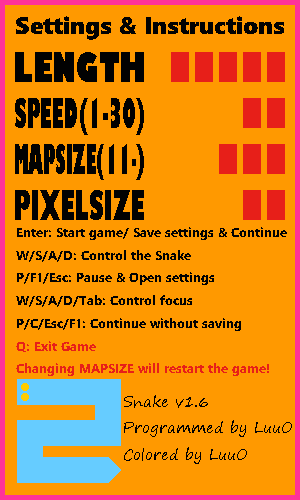 Settings & Instructions
LENGTH
SPEED(1-30)
MAPSIZE(11-)
PIXELSIZE
Enter: Start game/ Save settings & Continue
W/S/A/D: Control the Snake
P/F1/Esc: Pause & Open settings
W/S/A/D/Tab: Control focus
P/C/Esc/F1: Continue without saving
Q: Exit Game
Changing MAPSIZE will restart the game!
Snake v1.6
Programmed by LuuO
Colored by LuuO